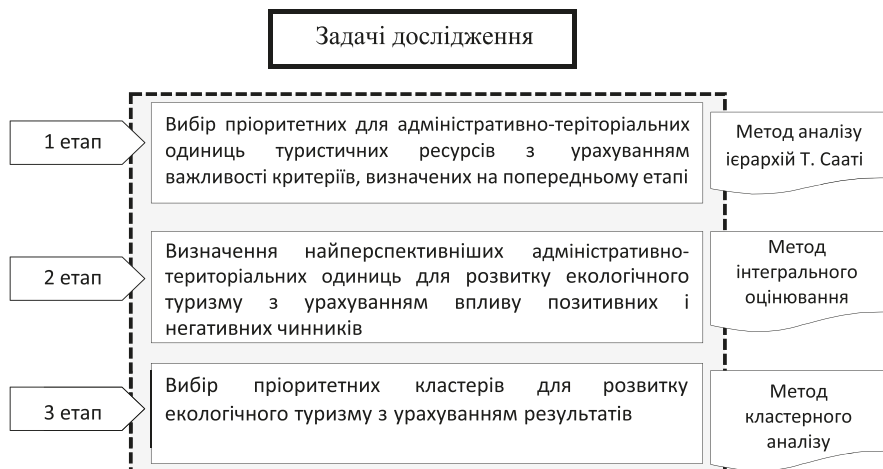 Задачі дослідження
1 етап
Вибір пріоритетних для адміністративно-теріторіальних
одиниць туристичних ресурсів з урахуванням
важливості критеріїв, визначених на попередньому етапі
Метод аналізу
ієрархій Т. Сааті
2 етап
Визначення найперспективніших адміністративно-
територіальних одиниць для розвитку екологічного
туризму з урахуванням впливу позитивних і
негативних чинників
Метод
інтегрального
оцінювання
3 етап
Вибір пріоритетних кластерів для розвитку
екологічного туризму з урахуванням результатів
Метод
кластерного
аналізу